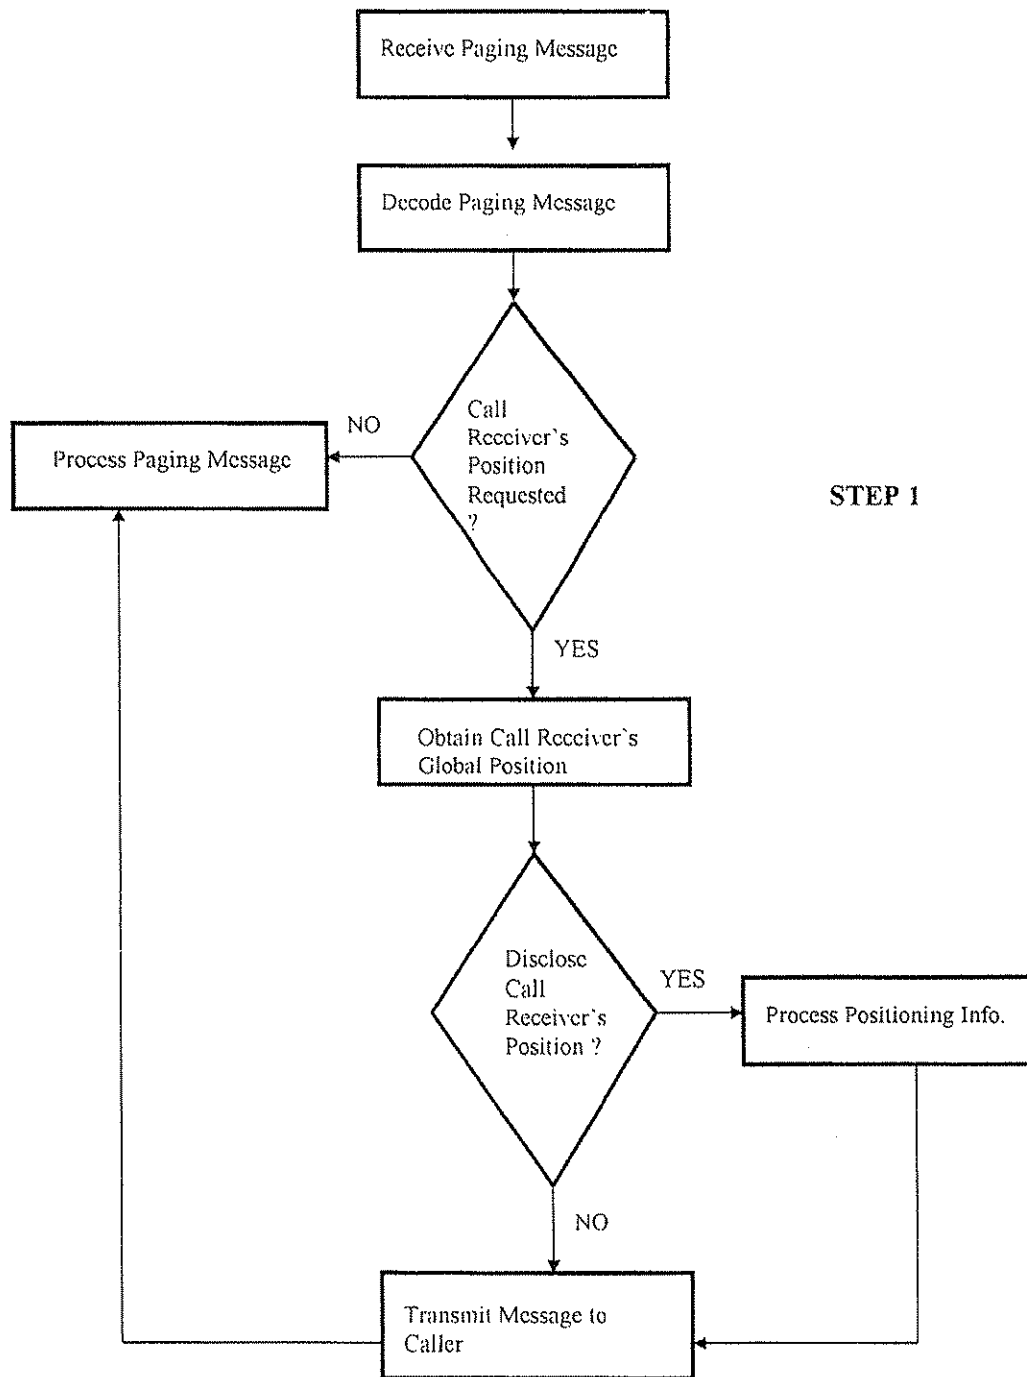 Receive Paging Message
Decode Paging Message
Call
Receiver`s
Position
Requested
?
NO
Process Paging Message
STEP 1
YES
Obtain Call Receiver`s
Global Position
Disclose
Call
Receiver's
Position ?
YES
Process Positioning Info.
NO
Transmit Message to
Caller